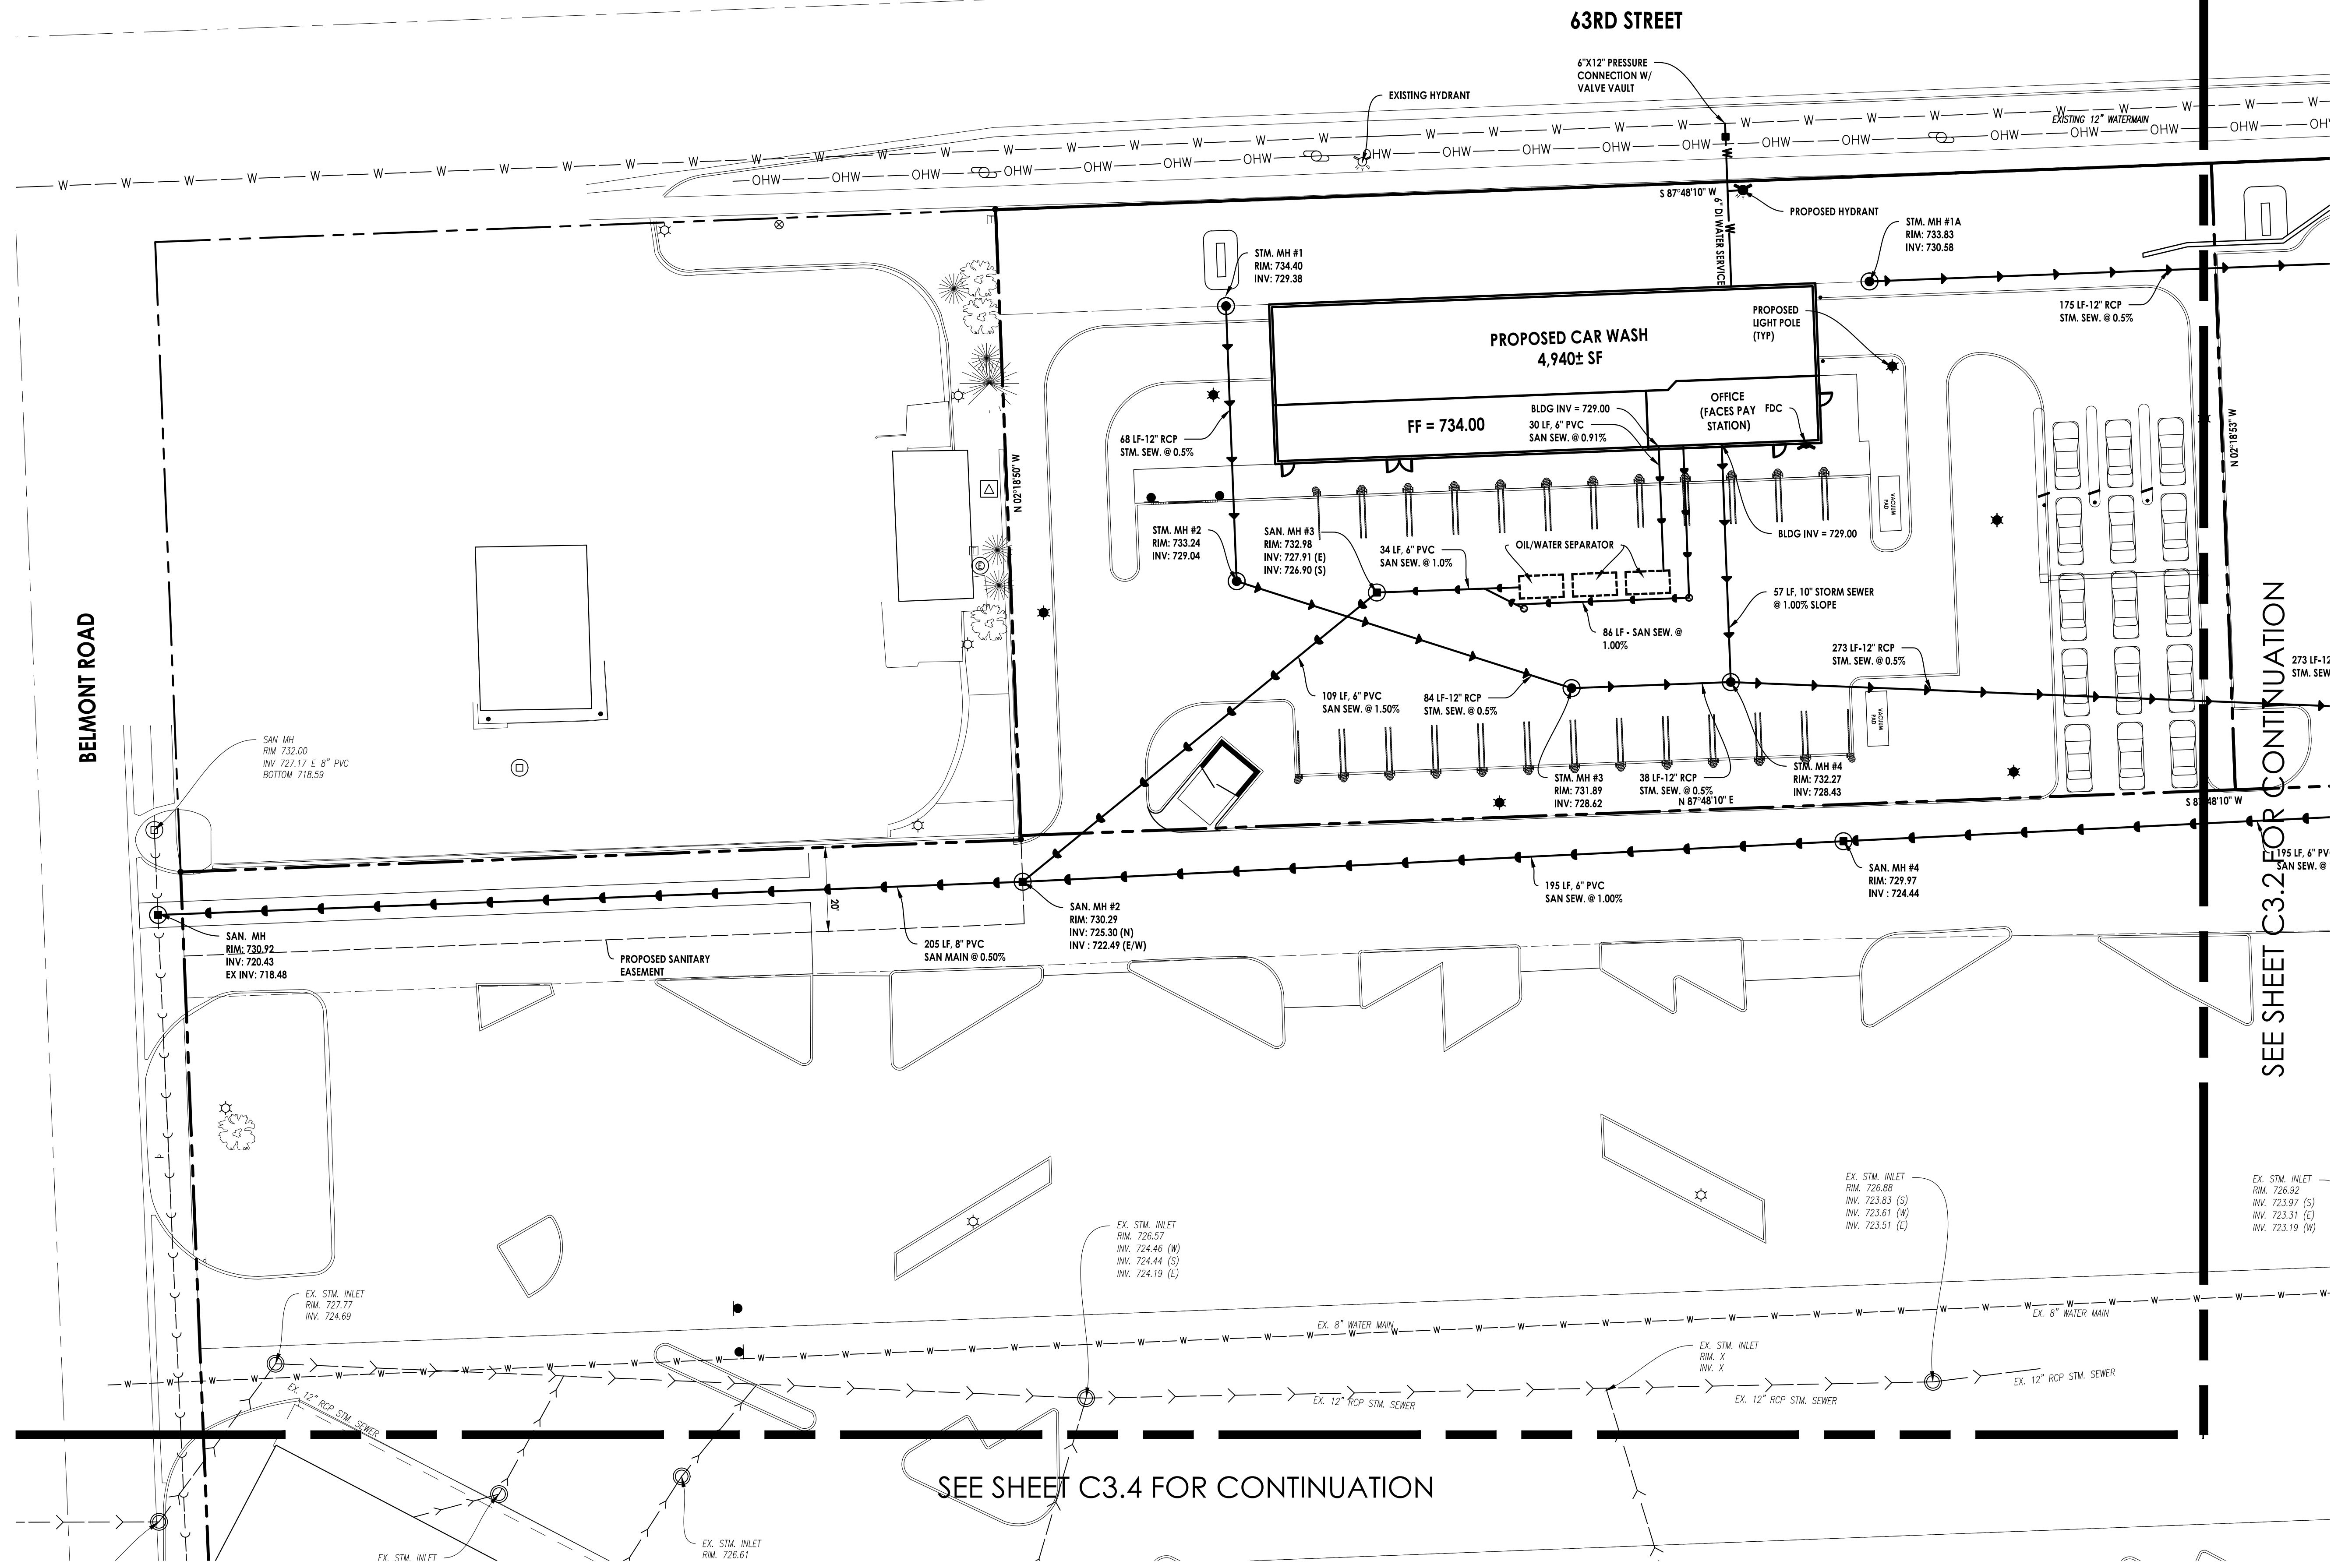 63RD STREET
6"X12" PRESSURE
CONNECTION W/
VALVE VAULT
EXISTING HYDRANT
EXISTING 12" WATERMAIN
S 87°48'10" W
6" DI WATER SERVICE
PROPOSED HYDRANT
STM. MH #1A
RIM: 733.83
INV: 730.58
STM. MH #1
RIM: 734.40
INV: 729.38
175 LF-12" RCP
STM. SEW. @ 0.5%
PROPOSED
LIGHT POLE
(TYP)
PROPOSED CAR WASH
4,940± SF
OFFICE
(FACES PAY
STATION)
FDC
FF = 734.00
BLDG INV = 729.00
30 LF, 6" PVC
SAN SEW. @ 0.91%
68 LF-12" RCP
STM. SEW. @ 0.5%
N 02°18'50" W
N 02°18'53" W
VACUUM
PAD
STM. MH #2
RIM: 733.24
INV: 729.04
SAN. MH #3
RIM: 732.98
INV: 727.91 (E)
INV: 726.90 (S)
34 LF, 6" PVC
SAN SEW. @ 1.0%
OIL/WATER SEPARATOR
BLDG INV = 729.00
57 LF, 10" STORM SEWER
@ 1.00% SLOPE
86 LF - SAN SEW. @
1.00%
273 LF-12" RCP
STM. SEW. @ 0.5%
273 LF-12
STM. SEW
109 LF, 6" PVC
SAN SEW. @ 1.50%
84 LF-12" RCP
STM. SEW. @ 0.5%
VACUUM
PAD
BELMONT ROAD
SAN MH
RIM 732.00
INV 727.17 E 8" PVC
BOTTOM 718.59
STM. MH #3
RIM: 731.89
INV: 728.62
38 LF-12" RCP
STM. SEW. @ 0.5%
STM. MH #4
RIM: 732.27
INV: 728.43
N 87°48'10" E
S 87°48'10" W
SEE SHEET C3.2 FOR CONTINUATION
195 LF, 6" PV
SAN SEW. @
SAN. MH #4
RIM: 729.97
INV : 724.44
195 LF, 6" PVC
SAN SEW. @ 1.00%
20'
SAN. MH #2
RIM: 730.29
INV: 725.30 (N)
INV : 722.49 (E/W)
SAN. MH
RIM: 730.92
INV: 720.43
EX INV: 718.48
205 LF, 8" PVC
SAN MAIN @ 0.50%
PROPOSED SANITARY
EASEMENT
EX. STM. INLET
RIM. 726.88
INV. 723.83 (S)
INV. 723.61 (W)
INV. 723.51 (E)
EX. STM. INLET
RIM. 726.92
INV. 723.97 (S)
INV. 723.31 (E)
INV. 723.19 (W)
EX. STM. INLET
RIM. 726.57
INV. 724.46 (W)
INV. 724.44 (S)
INV. 724.19 (E)
EX. STM. INLET
RIM. 727.77
INV. 724.69
EX. 8" WATER MAIN
EX. 8" WATER MAIN
EX. STM. INLET
RIM. X
INV. X
EX. 12" RCP STM. SEWER
EX. 12" RCP STM. SEWER
EX. 12" RCP STM. SEWER
EX. 12" RCP STM. SEWER
SEE SHEET C3.4 FOR CONTINUATION
EX. STM. INLET
EX. STM. INLET
RIM. 726.61